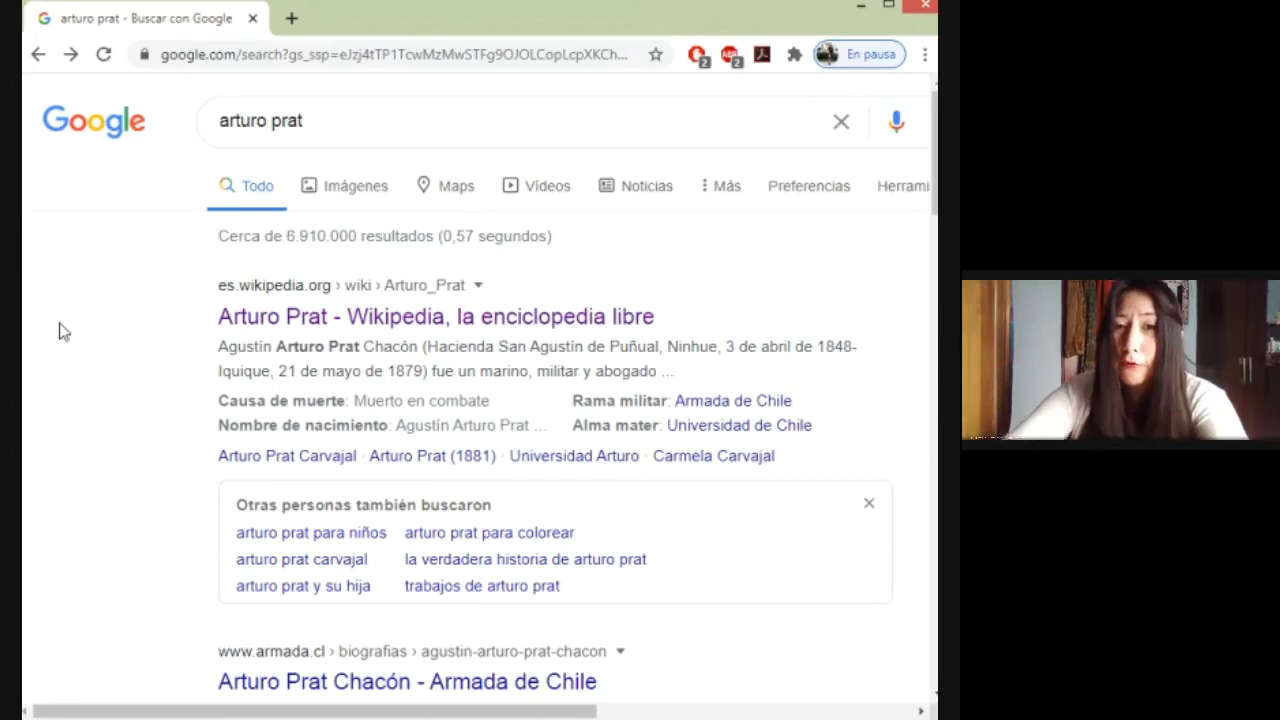 arturo prat - Buscar con Google
google.com/search?gs_ssp=eJzj4tTP1TcwMzMwSTFg9OJOLCopLcpXKCh...
2
ABP
2
En pausa
Google
arturo prat
Todo Imágenes Maps Vídeos Noticias Más Preferencias Herrami
Cerca de 6.910.000 resultados (0,57 segundos)
es.wikipedia.org › wiki › Arturo_Prat
Arturo Prat - Wikipedia, la enciclopedia libre
Agustín Arturo Prat Chacón (Hacienda San Agustín de Puñual, Ninhue, 3 de abril de 1848-
Iquique, 21 de mayo de 1879) fue un marino, militar y abogado ...
Causa de muerte: Muerto en combate Rama militar: Armada de Chile
Nombre de nacimiento: Agustín Arturo Prat ... Alma mater: Universidad de Chile
Arturo Prat Carvajal · Arturo Prat (1881) · Universidad Arturo · Carmela Carvajal
Otras personas también buscaron
arturo prat para niños arturo prat para colorear
arturo prat carvajal la verdadera historia de arturo prat
arturo prat y su hija trabajos de arturo prat
www.armada.cl › biografias › agustin-arturo-prat-chacon
Arturo Prat Chacón - Armada de Chile